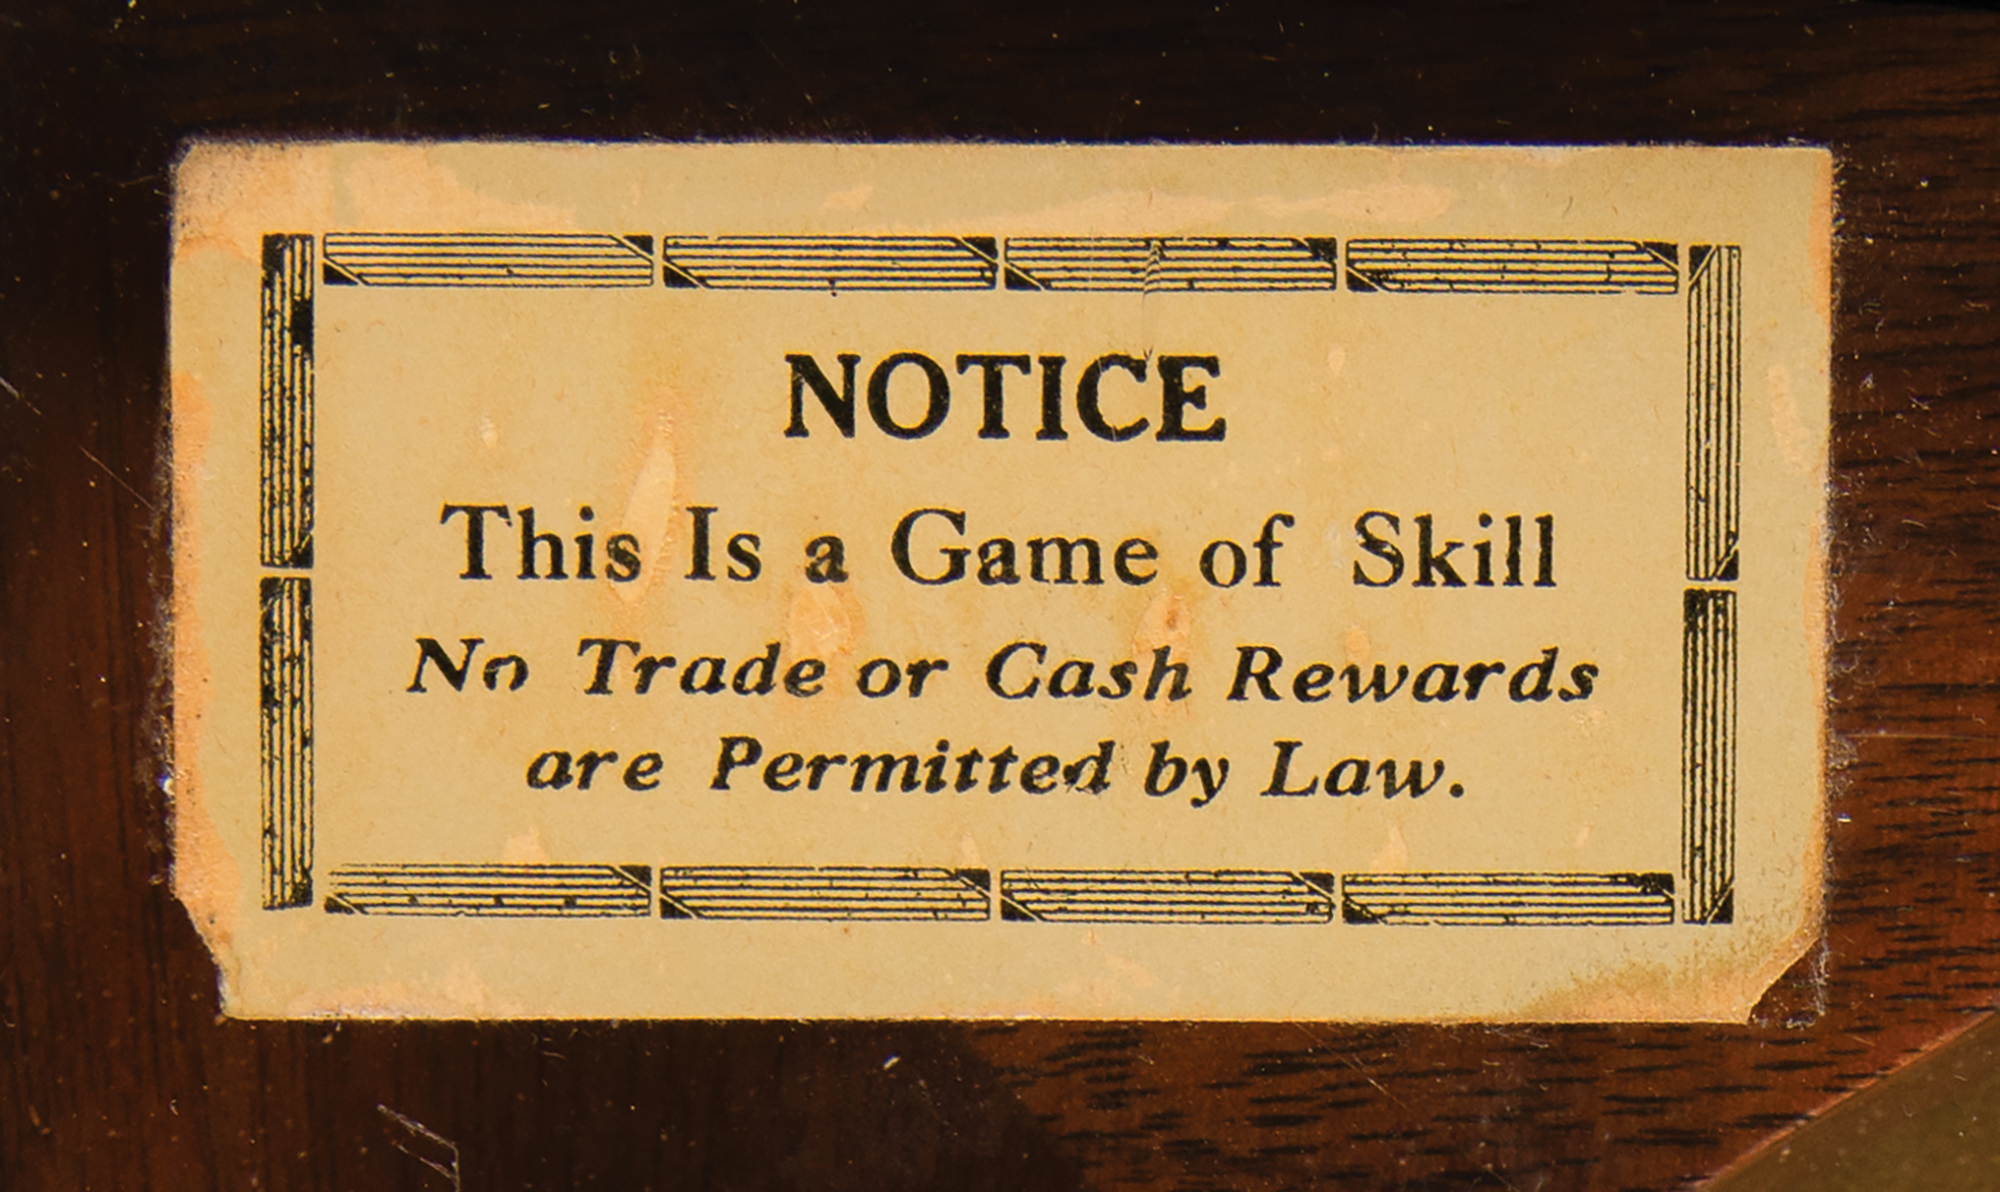 NOTICE
This Is a Game of Skill
No Trade or Cash Rewards
are Permitted by Law.